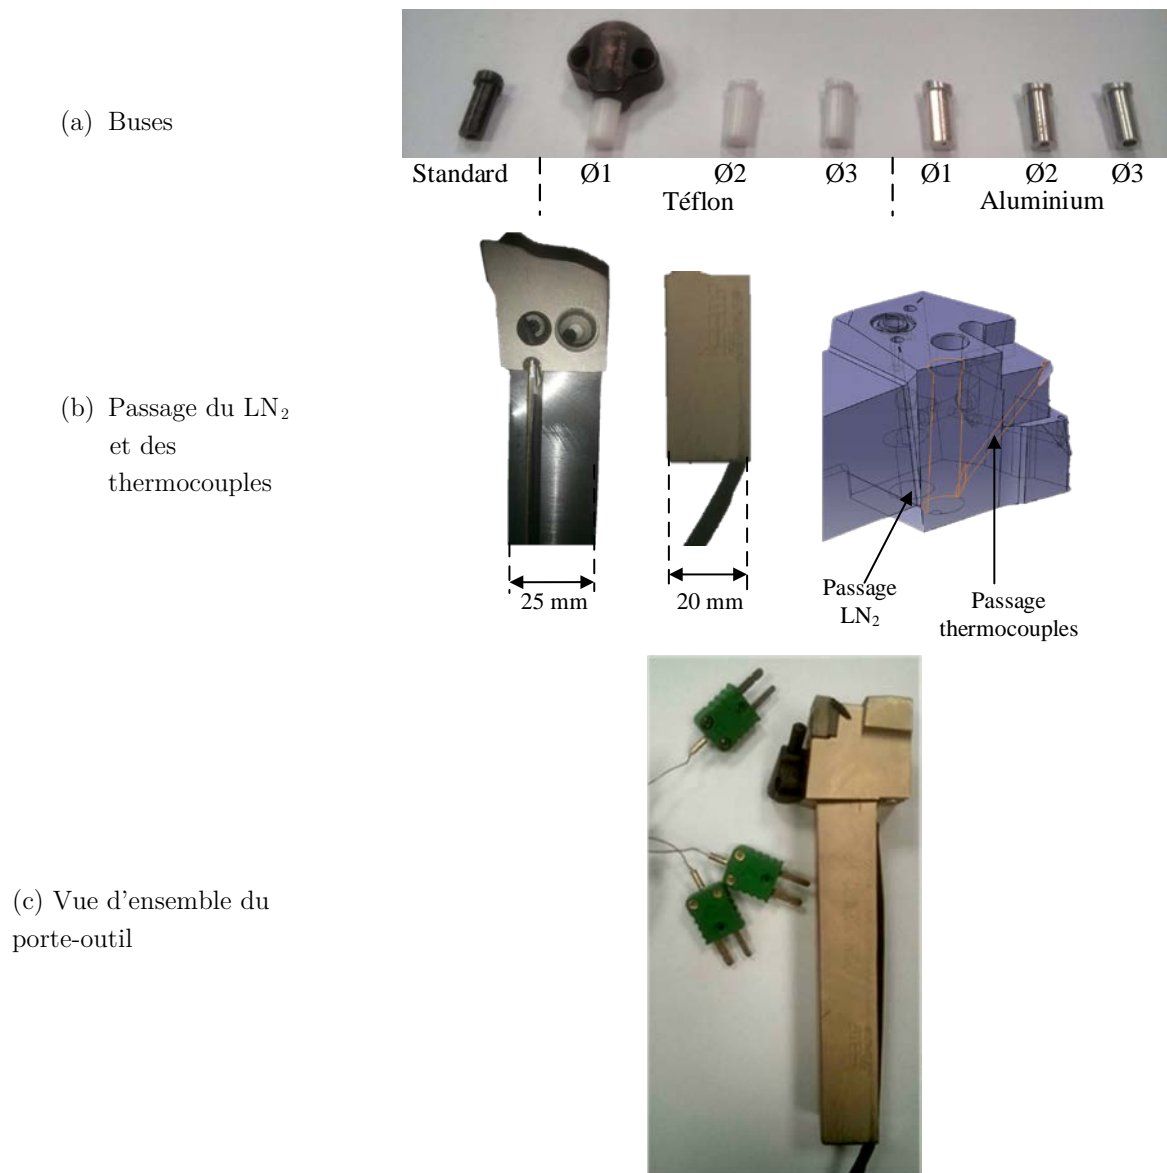 (a) Buses
Standard
Ø1
Ø2
Ø3
Ø1
Ø2
Ø3
Téflon
Aluminium
(b) Passage du LN₂
et des
thermocouples
25 mm
20 mm
Passage
LN₂
Passage
thermocouples
(c) Vue d'ensemble du
porte-outil